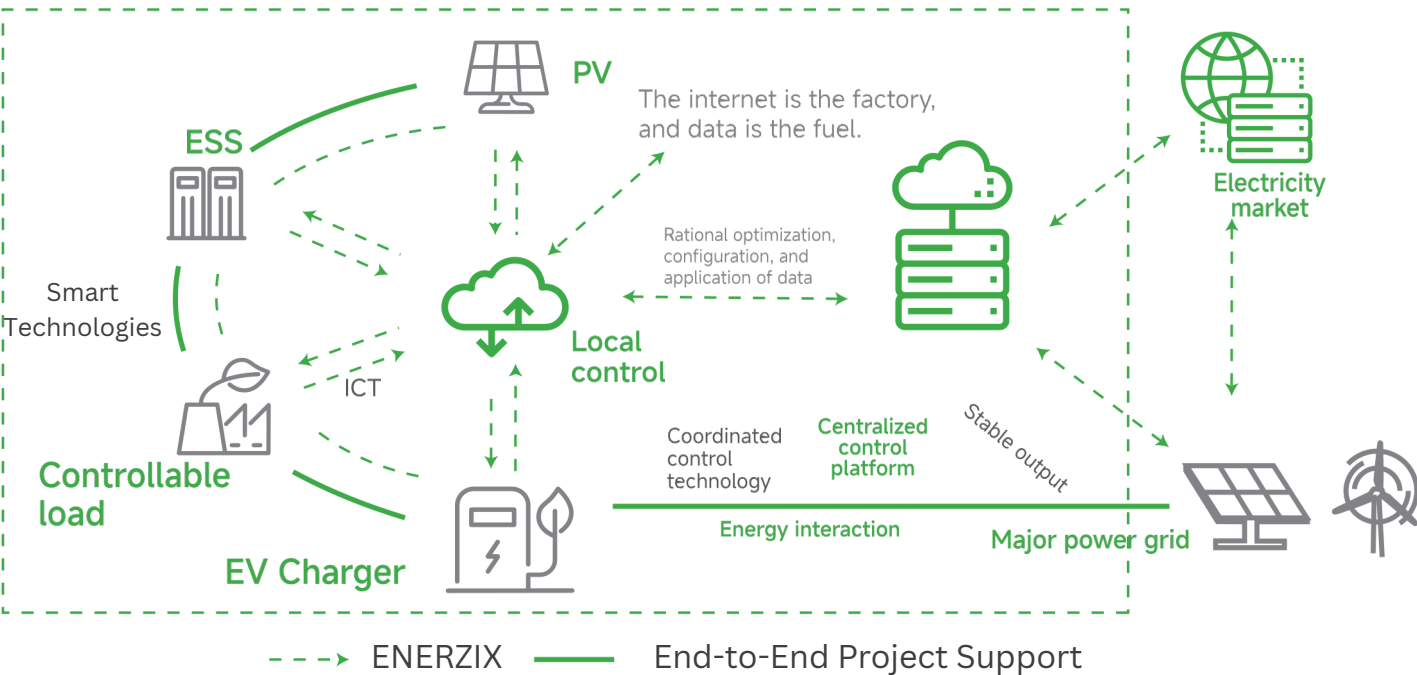 PV
The internet is the factory,
and data is the fuel.
ESS
Electricity
market
Rational optimization,
configuration, and
application of data
Smart
Technologies
Local
control
ICT
Stable output
Centralized
control
platform
Coordinated
control
technology
Controllable
load
Energy interaction
Major power grid
EV Charger
ENERZIX
End-to-End Project Support